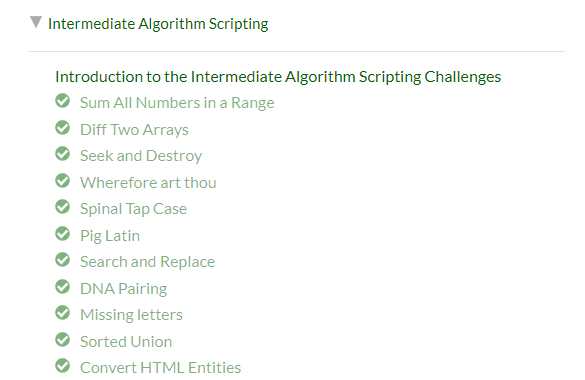 Intermediate Algorithm Scripting
Introduction to the Intermediate Algorithm Scripting Challenges
Sum All Numbers in a Range
Diff Two Arrays
Seek and Destroy
Wherefore art thou
Spinal Tap Case
Pig Latin
Search and Replace
DNA Pairing
Missing letters
Sorted Union
Convert HTML Entities